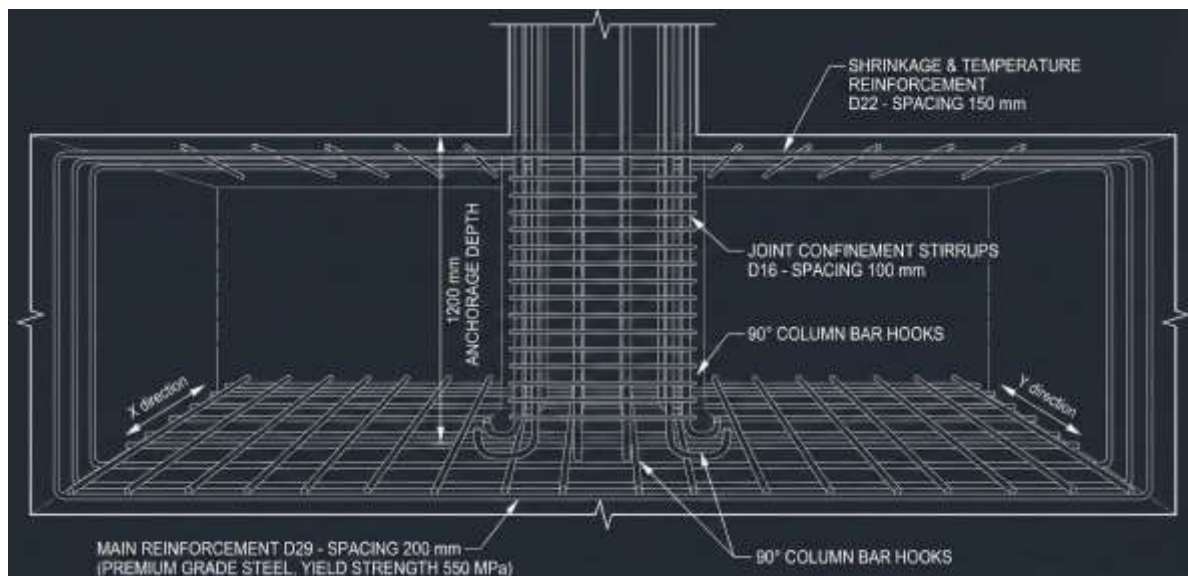 SHRINKAGE & TEMPERATURE
REINFORCEMENT
D22 - SPACING 150 mm
1200 mm
ANCHORAGE DEPTH
JOINT CONFINEMENT STIRRUPS
D16 - SPACING 100 mm
90° COLUMN BAR HOOKS
X direction
Y direction
MAIN REINFORCEMENT D29 - SPACING 200 mm
(PREMIUM GRADE STEEL, YIELD STRENGTH 550 MPa)
90° COLUMN BAR HOOKS